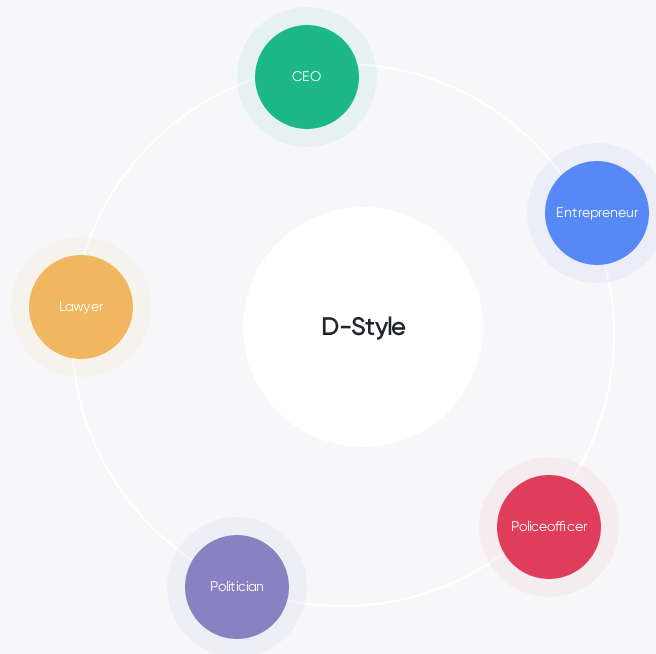 CEO
Entrepreneur
Lawyer
D-Style
Policeofficer
Politician